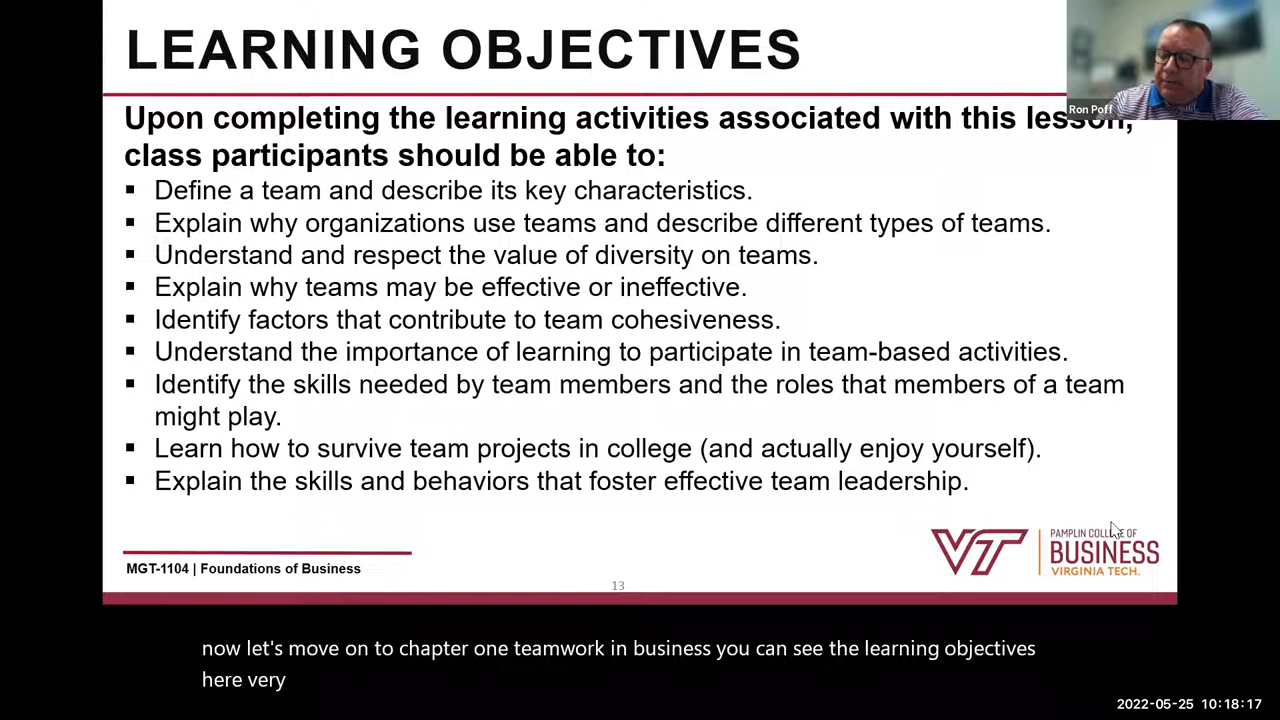 LEARNING OBJECTIVES
Ron Poff
Upon completing the learning activities associated with this lesson,
class participants should be able to:
▪ Define a team and describe its key characteristics.
▪ Explain why organizations use teams and describe different types of teams.
▪ Understand and respect the value of diversity on teams.
▪ Explain why teams may be effective or ineffective.
▪ Identify factors that contribute to team cohesiveness.
▪ Understand the importance of learning to participate in team-based activities.
▪ Identify the skills needed by team members and the roles that members of a team
might play.
▪ Learn how to survive team projects in college (and actually enjoy yourself).
▪ Explain the skills and behaviors that foster effective team leadership.
VT
PAMPLIN COLLEGE OF
BUSINESS
VIRGINIA TECH.
MGT-1104 | Foundations of Business
13
now let's move on to chapter one teamwork in business you can see the learning objectives
here very
2022-05-25 10:18:17